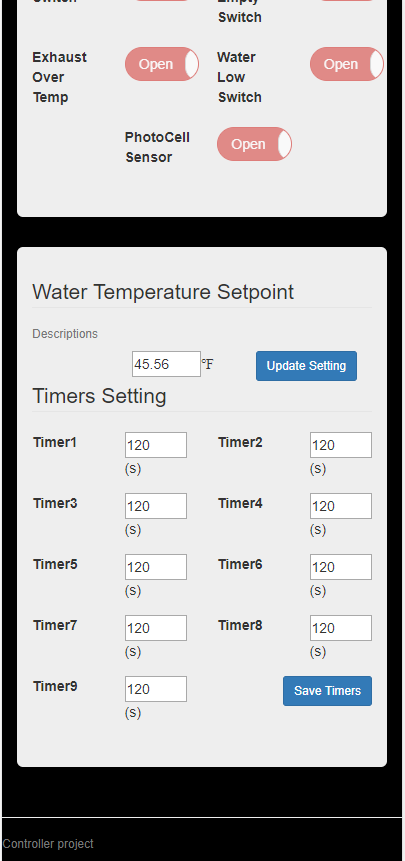 Switch
Empty
Switch
Exhaust
Over
Temp
Open
Water
Low
Switch
Open
PhotoCell
Sensor
Open
Water Temperature Setpoint
Descriptions
45.56 °F
Update Setting
Timers Setting
Timer1
120
(s)
Timer2
120
(s)
Timer3
120
(s)
Timer4
120
(s)
Timer5
120
(s)
Timer6
120
(s)
Timer7
120
(s)
Timer8
120
(s)
Timer9
120
(s)
Save Timers
Controller project